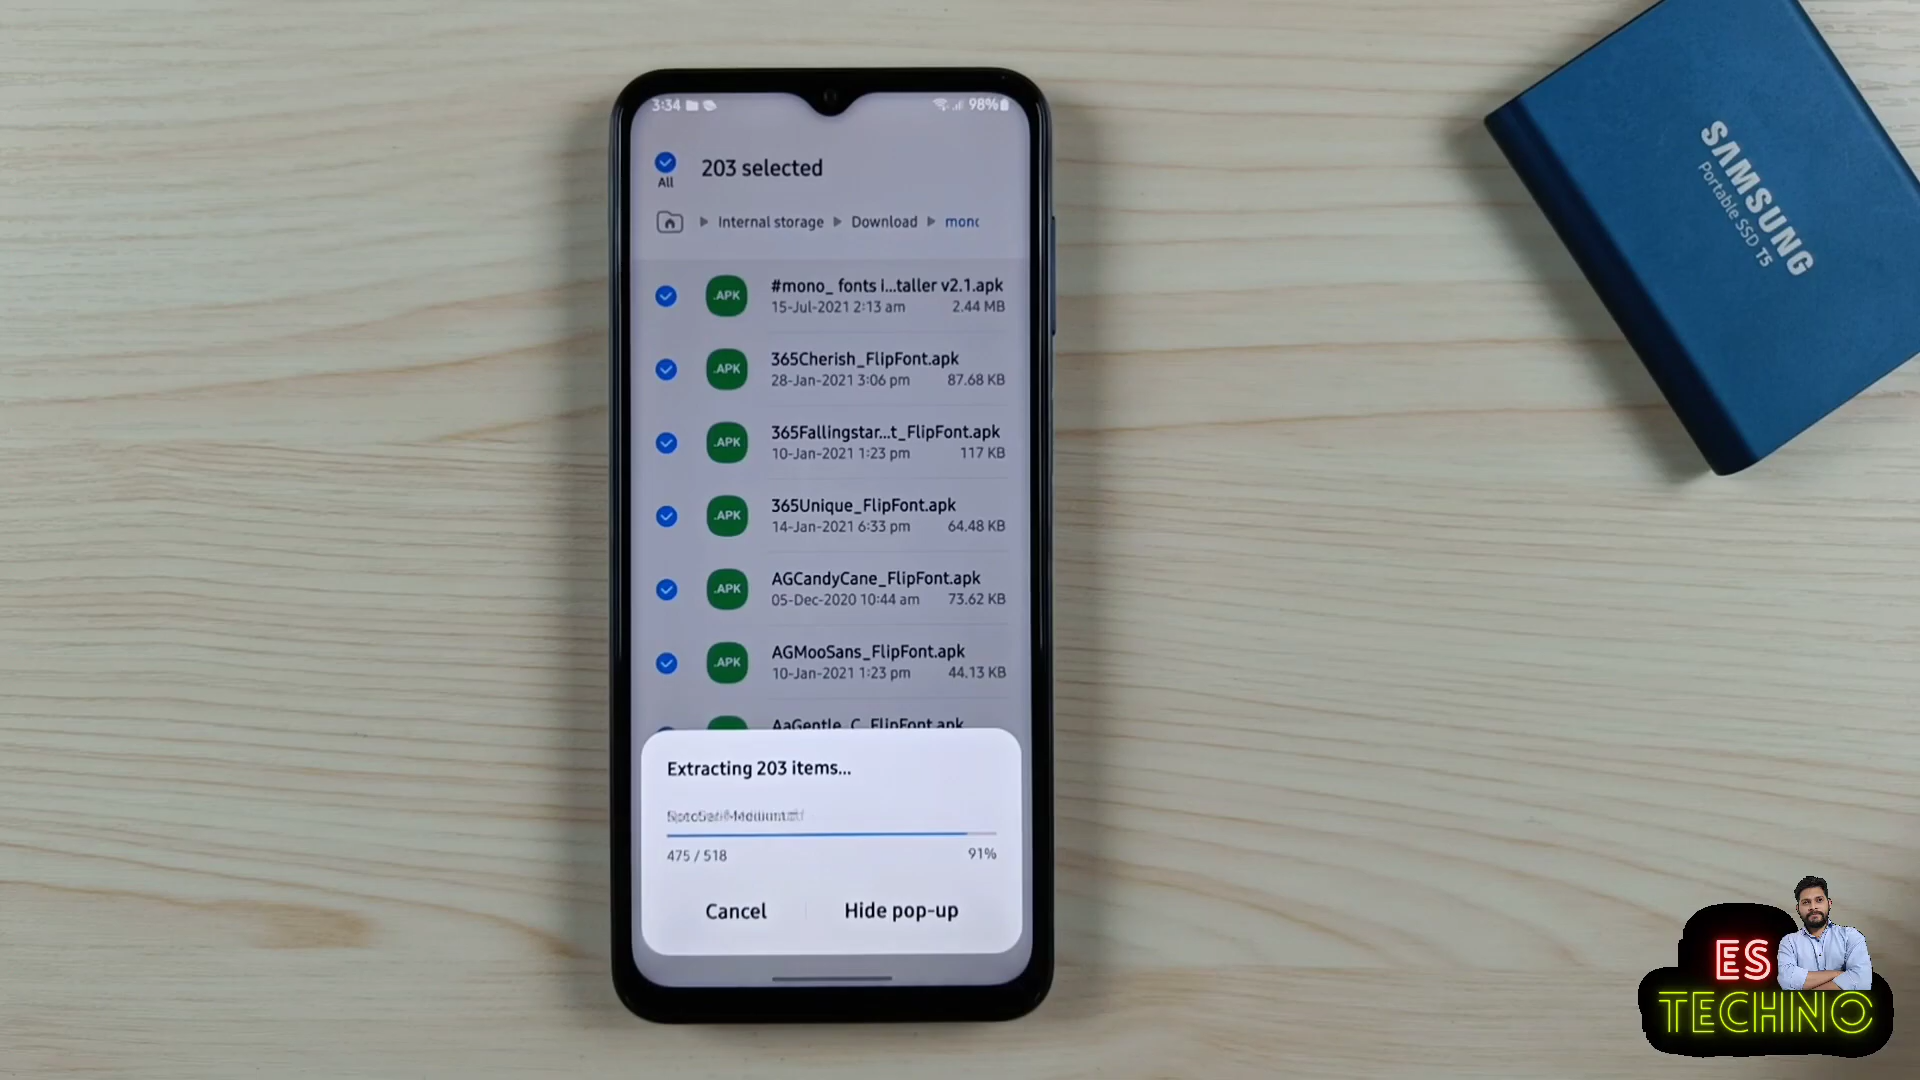 3:34
98%
All
203 selected
Internal storage
Download
mono
.APK
#mono_ fonts i...taller v2.1.apk
15-Jul-2021 2:13 am
2.44 MB
.APK
365Cherish_FlipFont.apk
28-Jan-2021 3:06 pm
87.68 KB
.APK
365Fallingstar...t_FlipFont.apk
10-Jan-2021 1:23 pm
117 KB
.APK
365Unique_FlipFont.apk
14-Jan-2021 6:33 pm
64.48 KB
.APK
AGCandyCane_FlipFont.apk
05-Dec-2020 10:44 am
73.62 KB
.APK
AGMooSans_FlipFont.apk
10-Jan-2021 1:23 pm
44.13 KB
AaGentle_C_FlipFont.apk
Extracting 203 items...
475 / 518
91%
Cancel
Hide pop-up
SAMSUNG
Portable SSD T5
ES
TECHNO